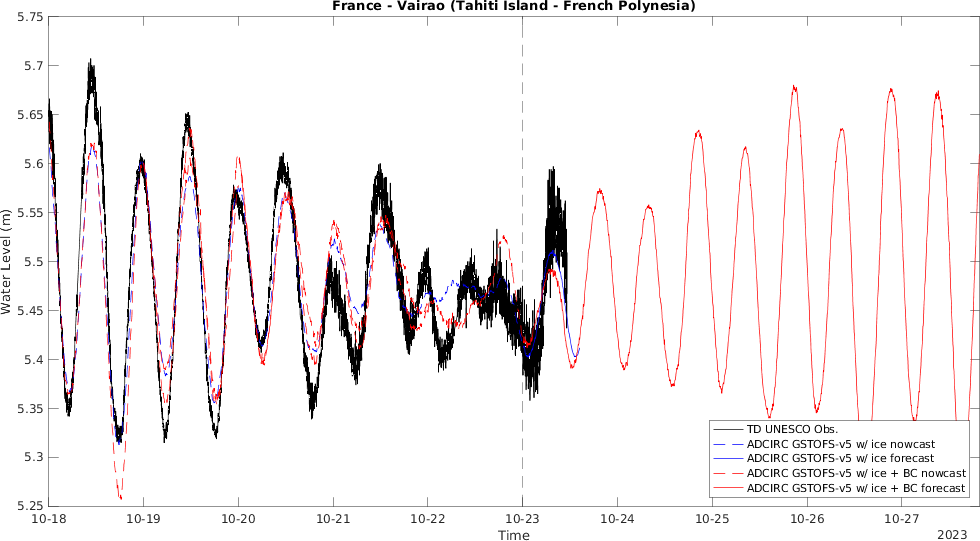 France - Vairao (Tahiti Island - French Polynesia)
5.75
5.7
5.65
5.6
5.55
5.5
5.45
5.4
5.35
5.3
5.25
Water Level (m)
TD UNESCO Obs.
ADCIRC GSTOFS-v5 w/ ice nowcast
ADCIRC GSTOFS-v5 w/ ice forecast
ADCIRC GSTOFS-v5 w/ ice + BC nowcast
ADCIRC GSTOFS-v5 w/ ice + BC forecast
10-18 10-19 10-20 10-21 10-22 10-23 10-24 10-25 10-26 10-27
Time
2023